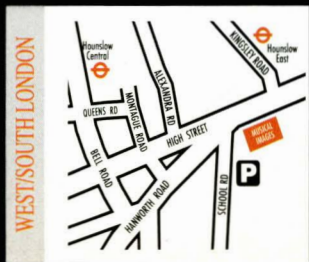 WEST/SOUTH LONDON
Hounslow
Central
KINGSLEY ROAD
Hounslow
East
ALEXANDRA RD
QUEENS RD
MONTAGUE ROAD
HIGH STREET
MUSICAL
IMAGES
BELL ROAD
P
HANWORTH ROAD
SCHOOL RD